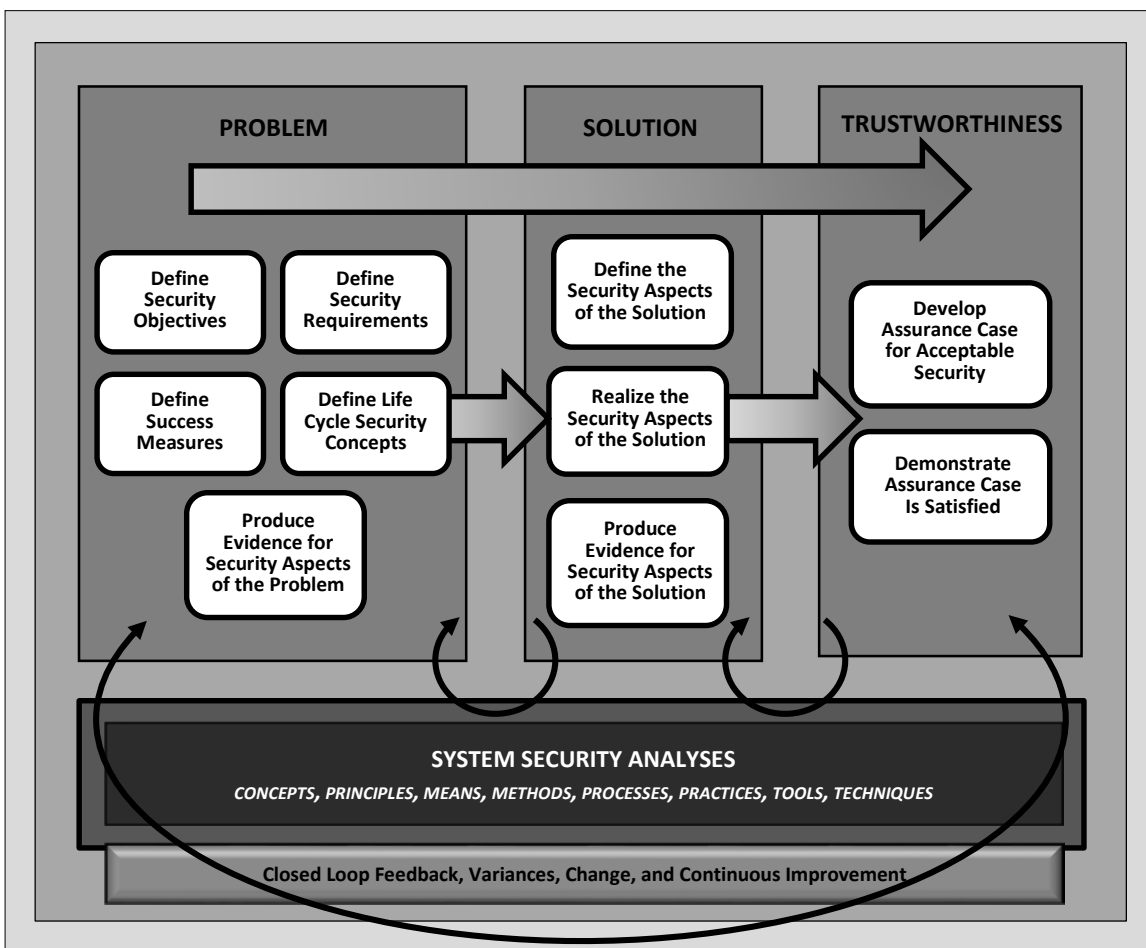 PROBLEM
Define
Security
Objectives
Define
Security
Requirements
Define
Success
Measures
Define Life
Cycle Security
Concepts
Produce
Evidence for
Security Aspects
of the Problem
SOLUTION
Define the
Security Aspects
of the Solution
Realize the
Security Aspects
of the Solution
Produce
Evidence for
Security Aspects
of the Solution
TRUSTWORTHINESS
Develop
Assurance Case
for Acceptable
Security
Demonstrate
Assurance Case
Is Satisfied
SYSTEM SECURITY ANALYSES
CONCEPTS, PRINCIPLES, MEANS, METHODS, PROCESSES, PRACTICES, TOOLS, TECHNIQUES
Closed Loop Feedback, Variances, Change, and Continuous Improvement